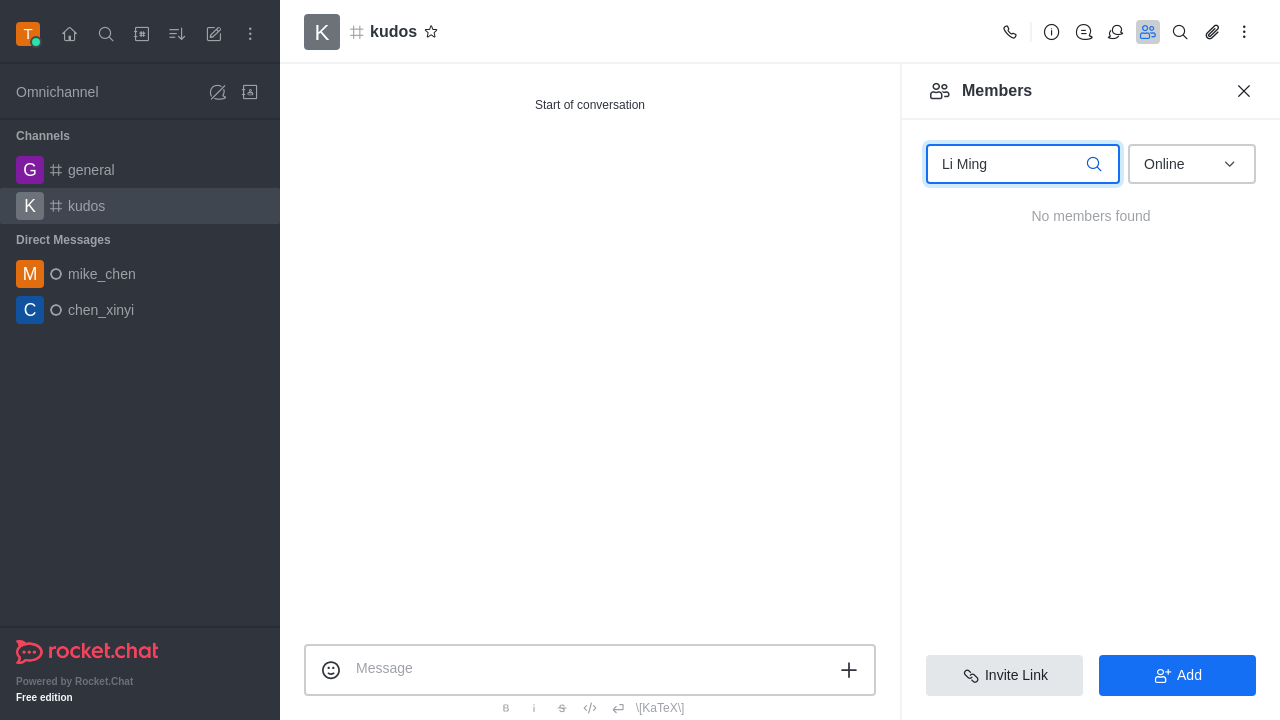 T
Omnichannel
Channels
G general
K kudos
Direct Messages
M mike_chen
C chen_xinyi
rocket.chat
Powered by Rocket.Chat
Free edition
K kudos
Start of conversation
Message
B i S \[KaTeX\]
Members
Li Ming
Online
No members found
Invite Link
Add